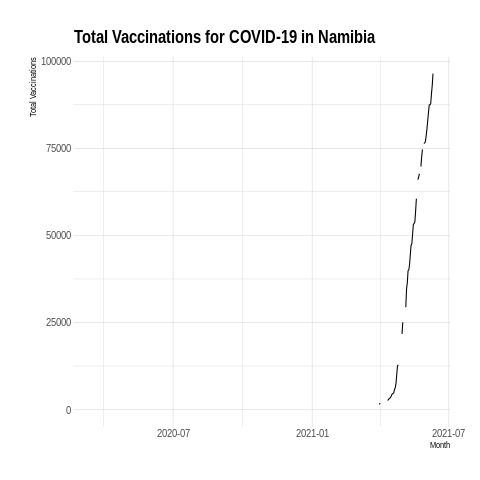 Total Vaccinations for COVID-19 in Namibia
Total Vaccinations
100000
75000
50000
25000
0
2020-07 2021-01 2021-07
Month